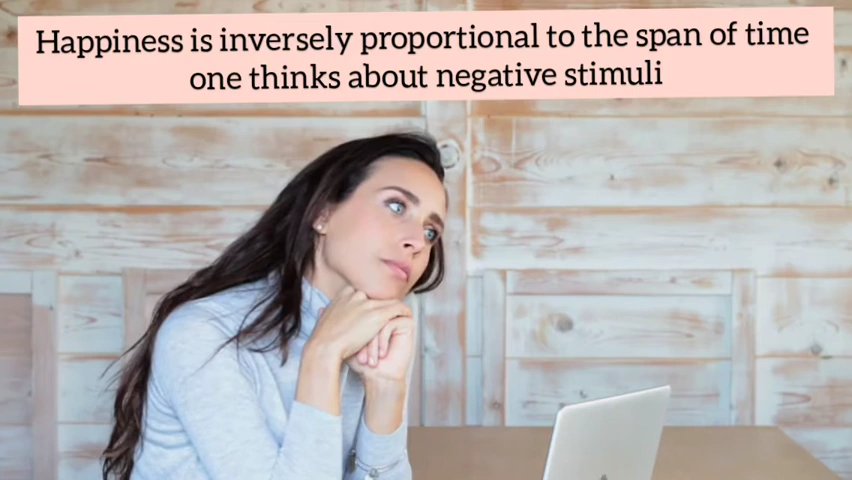 Happiness is inversely proportional to the span of time
one thinks about negative stimuli